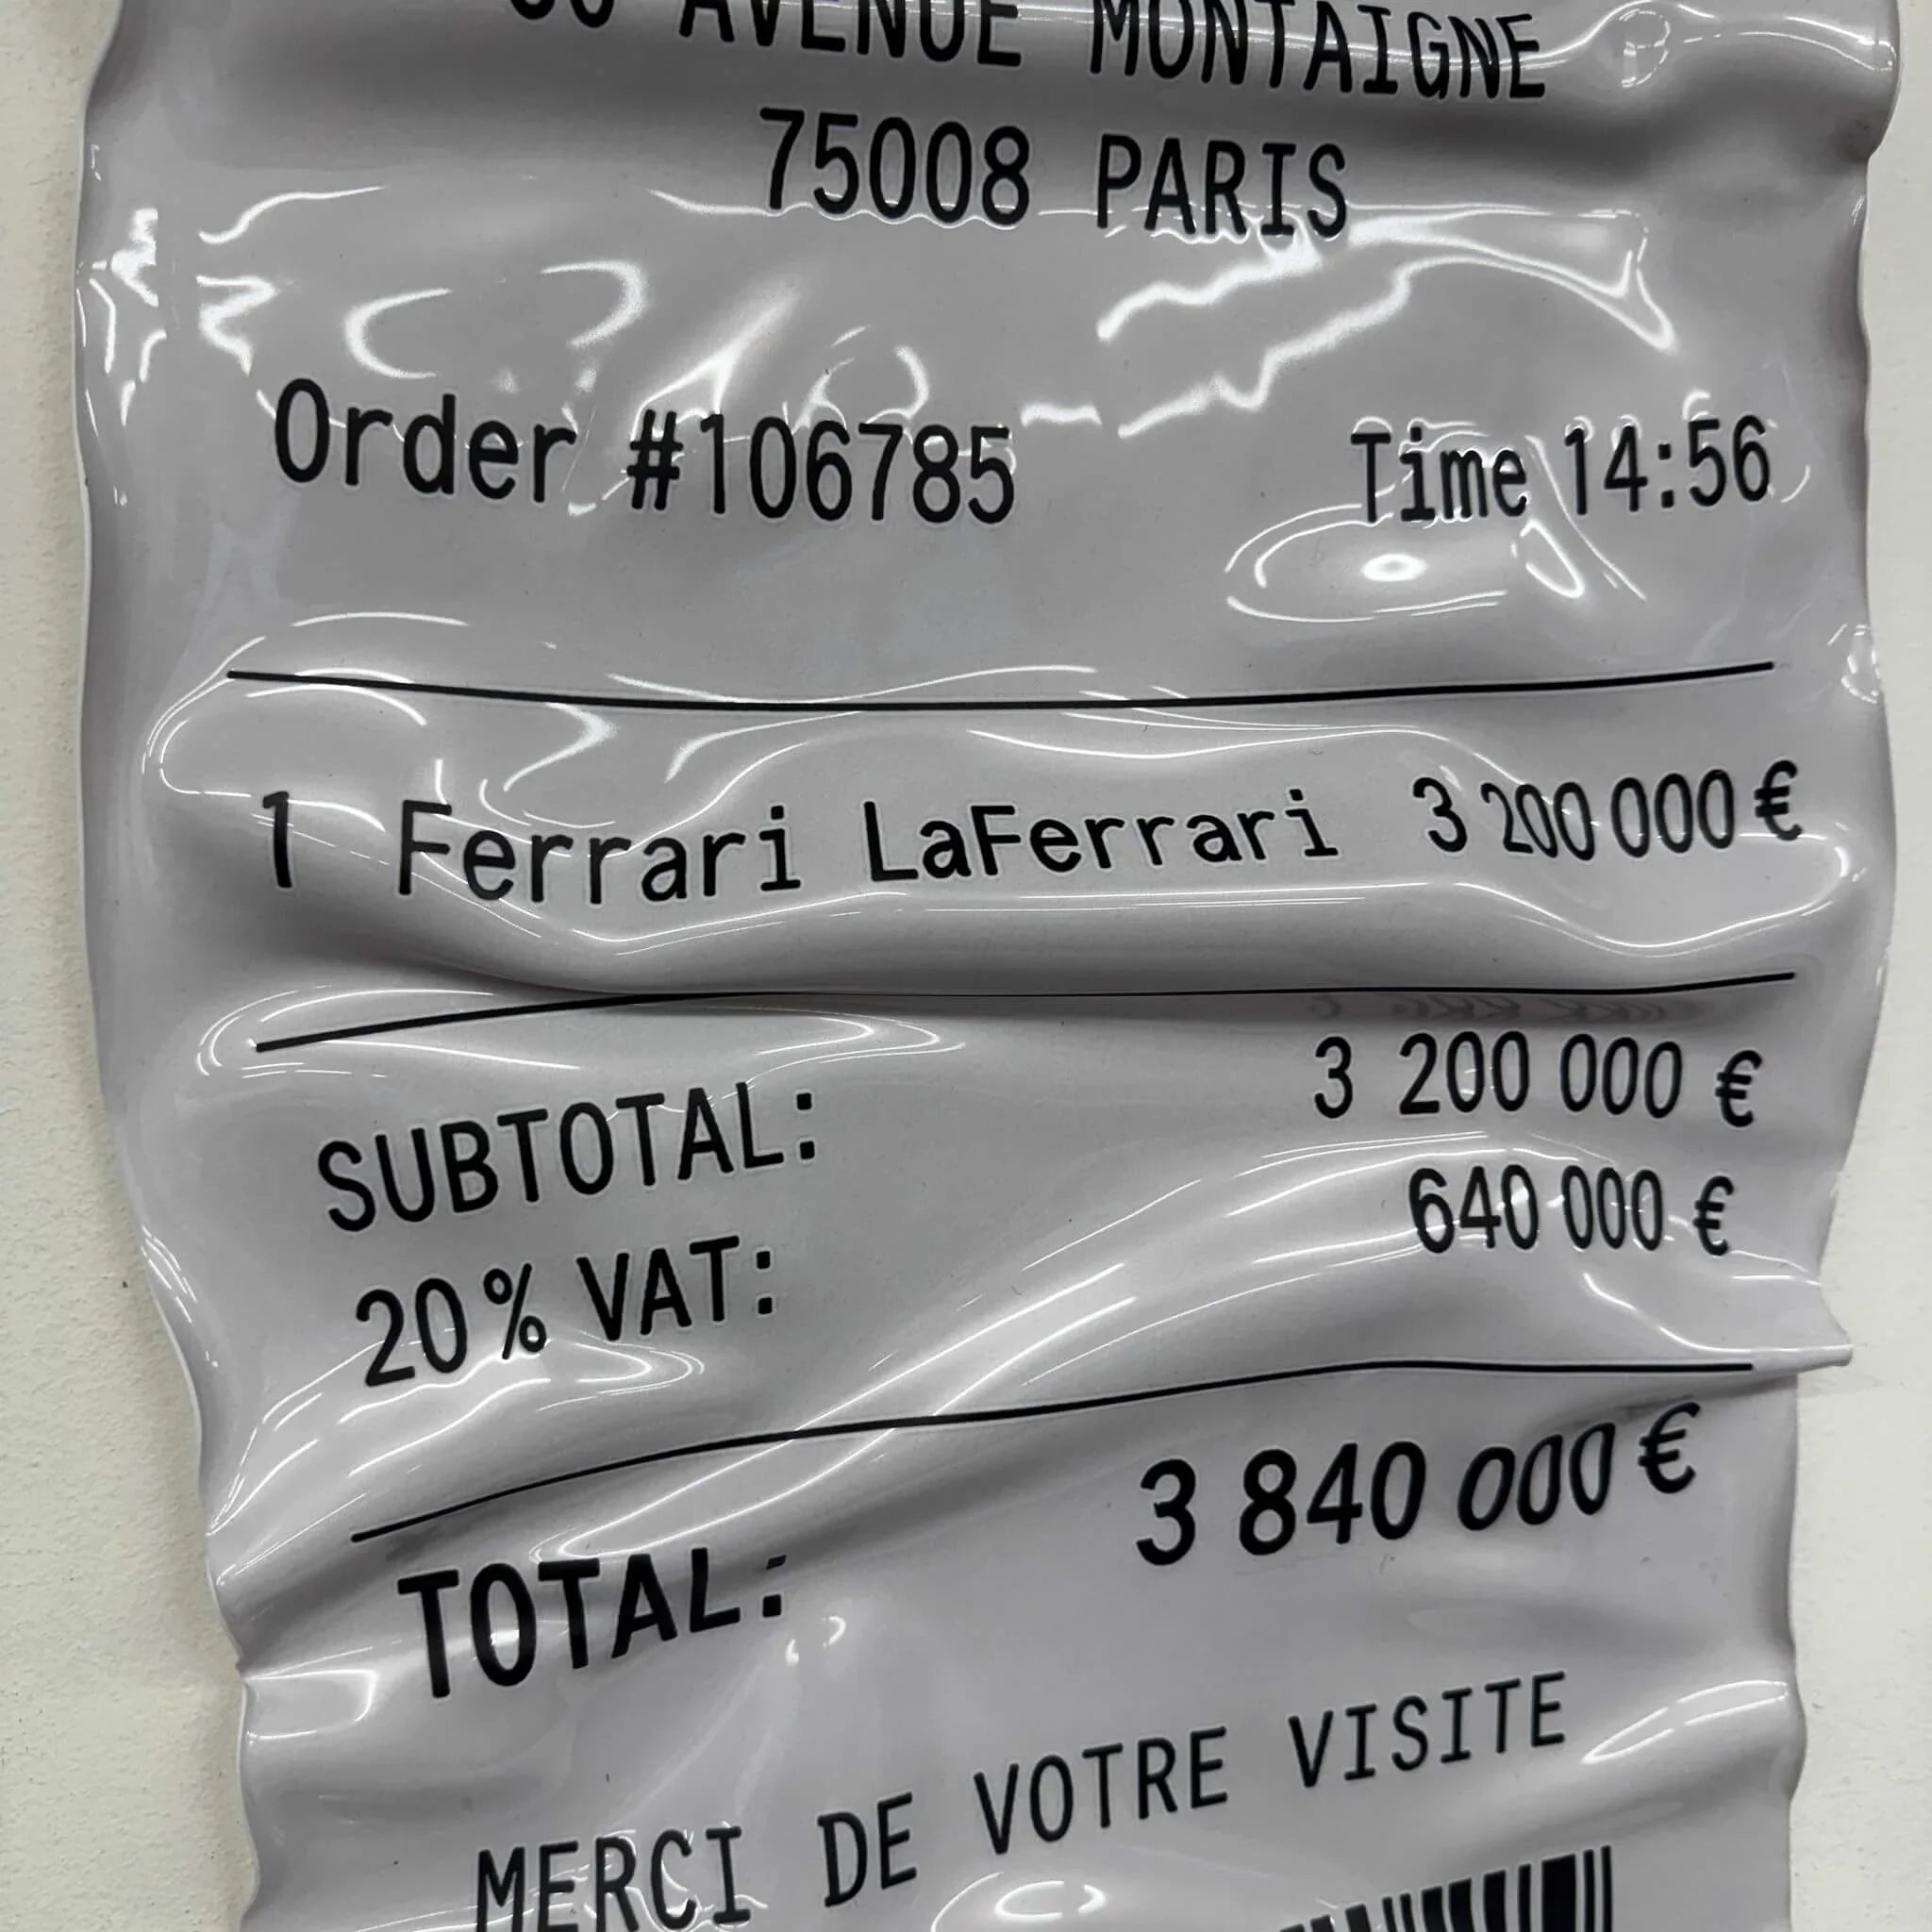 AVENUE MONTAIGNE
75008 PARIS
Order #106785 Time 14:56
1 Ferrari LaFerrari 3 200 000 €
SUBTOTAL: 3 200 000 €
20% VAT: 640 000 €
TOTAL: 3 840 000 €
MERCI DE VOTRE VISITE